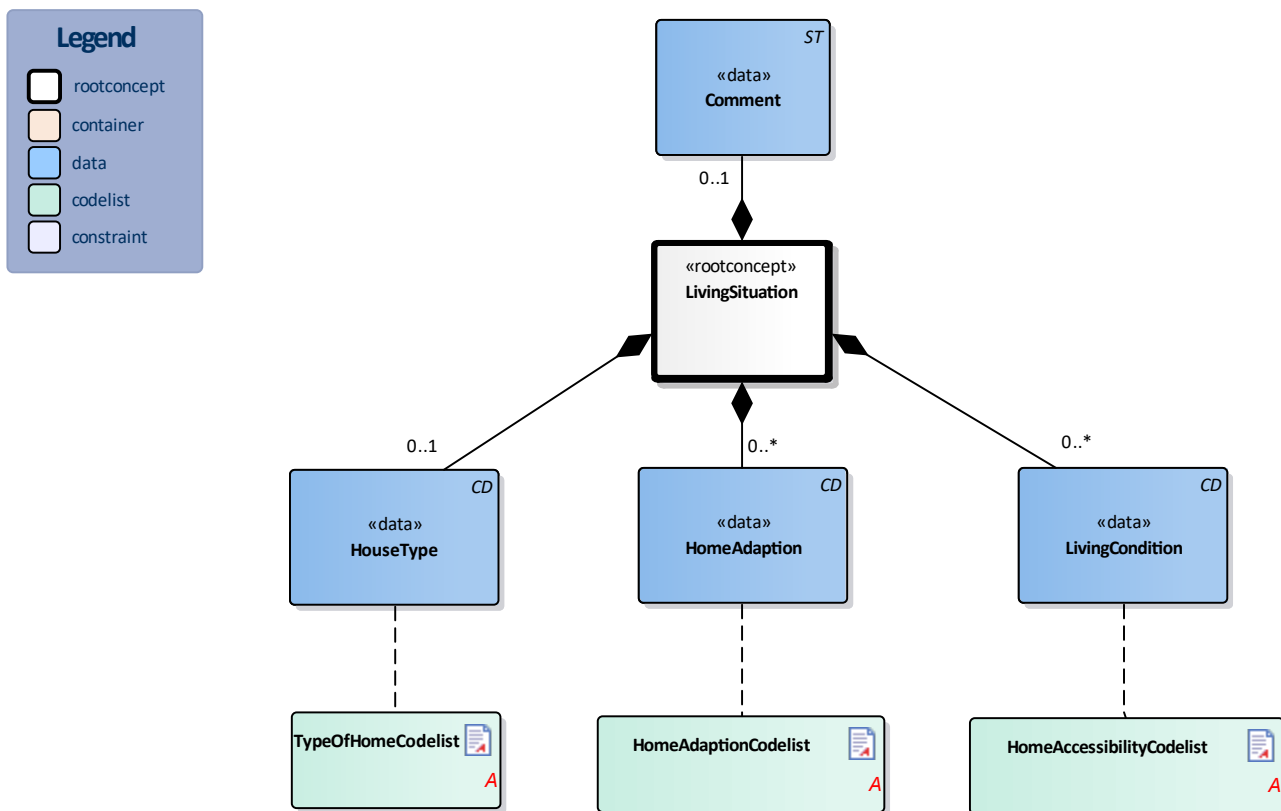 Legend
rootconcept
container
data
codelist
constraint
ST
«data»
Comment
0..1
«rootconcept»
LivingSituation
0..1
0..*
0..*
CD
«data»
HouseType
CD
«data»
HomeAdaption
CD
«data»
LivingCondition
TypeOfHomeCodelist
A
HomeAdaptionCodelist
A
HomeAccessibilityCodelist
A